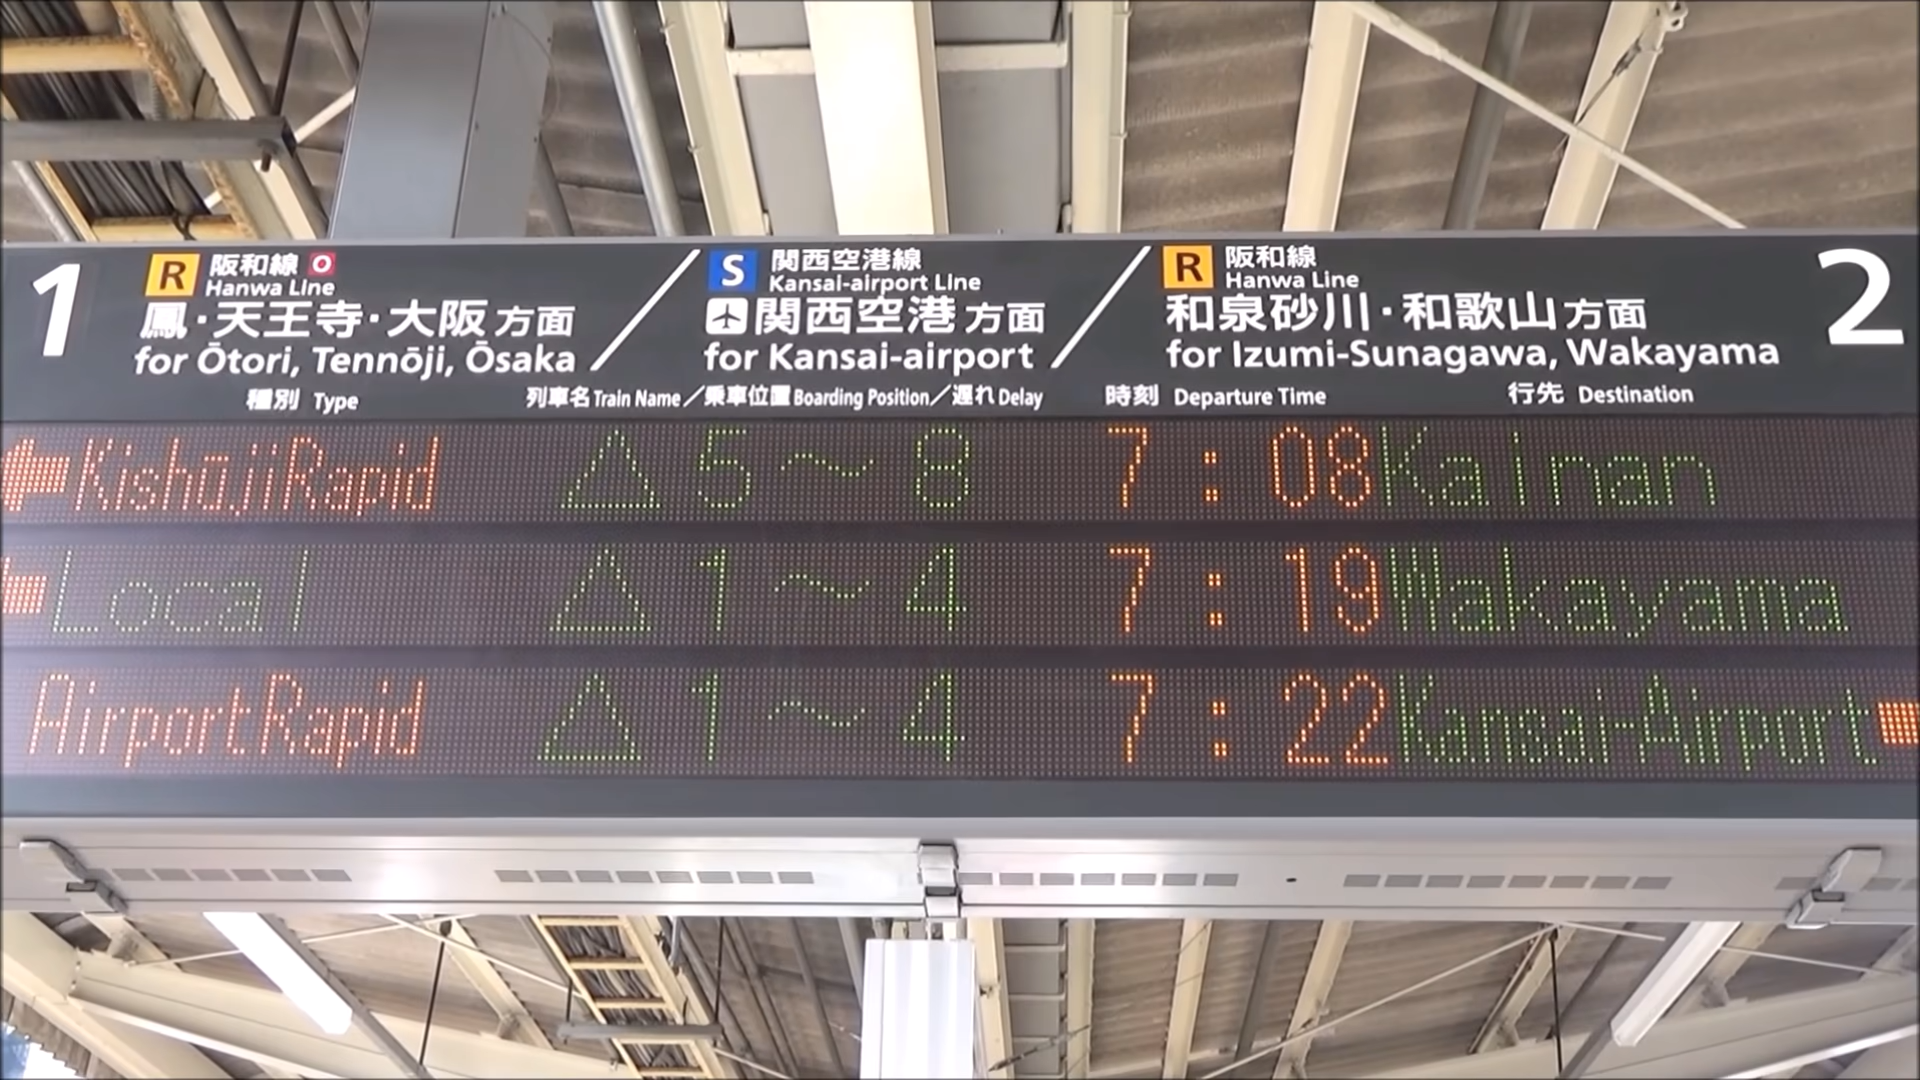 1
R 阪和線 O
Hanwa Line
鳳・天王寺・大阪方面
for Ōtori, Tennōji, Ōsaka
S 関西空港線
Kansai-airport Line
関西空港方面
for Kansai-airport
R 阪和線
Hanwa Line
和泉砂川・和歌山方面
for Izumi-Sunagawa, Wakayama
2
種別 Type 列車名 Train Name／乗車位置 Boarding Position／遅れ Delay 時刻 Departure Time 行先 Destination
KishūjiRapid △ 5～8 7:08 Kainan
Local △ 1～4 7:19 Wakayama
AirportRapid △ 1～4 7:22 Kansai-Airport